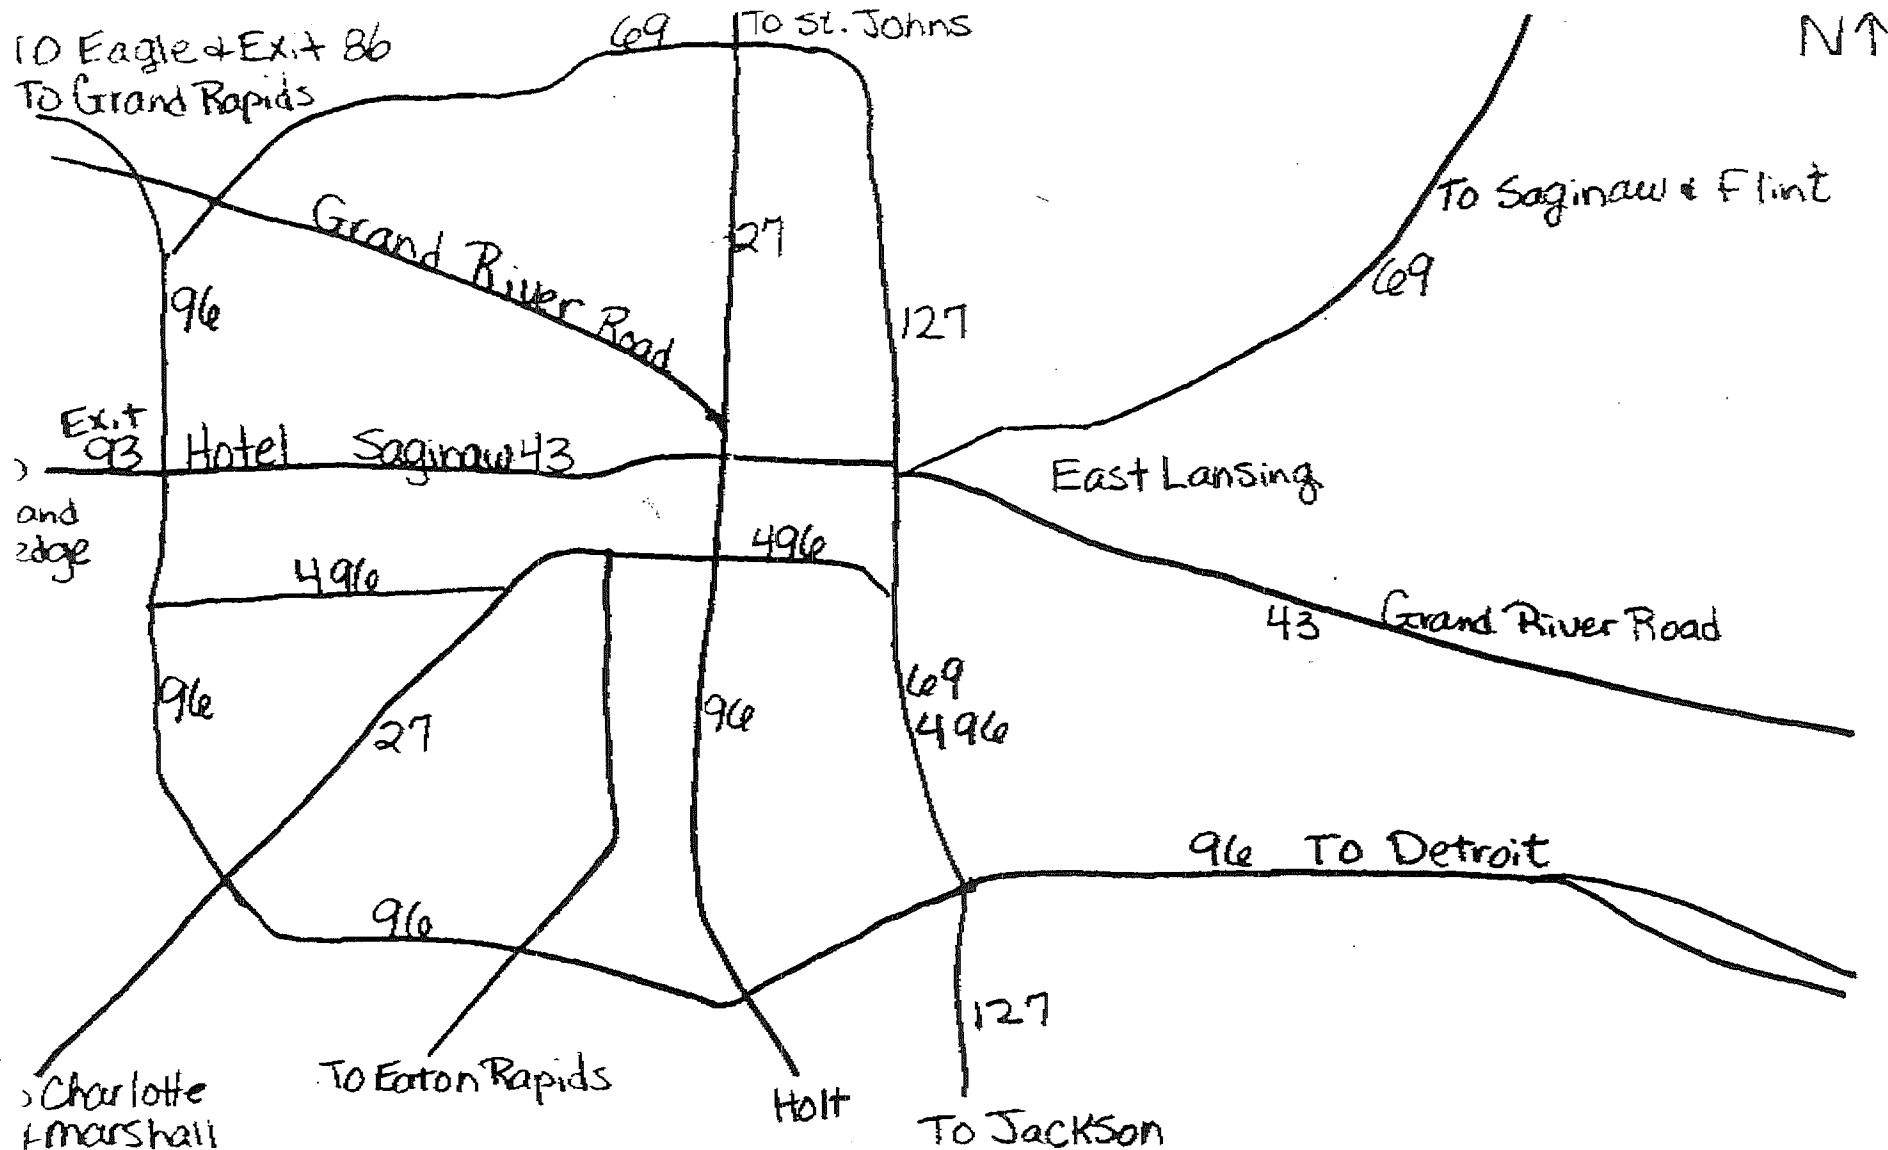 69
To St. Johns
N↑
To Eagle & Exit 86
To Grand Rapids
To Saginaw & Flint
Grand River Road
27
69
96
127
Exit
93
Hotel
Saginaw 43
East Lansing
and
edge
496
496
43
Grand River Road
96
27
96
69
496
96 To Detroit
96
127
To Eaton Rapids
Charlotte
& Marshall
Holt
To Jackson